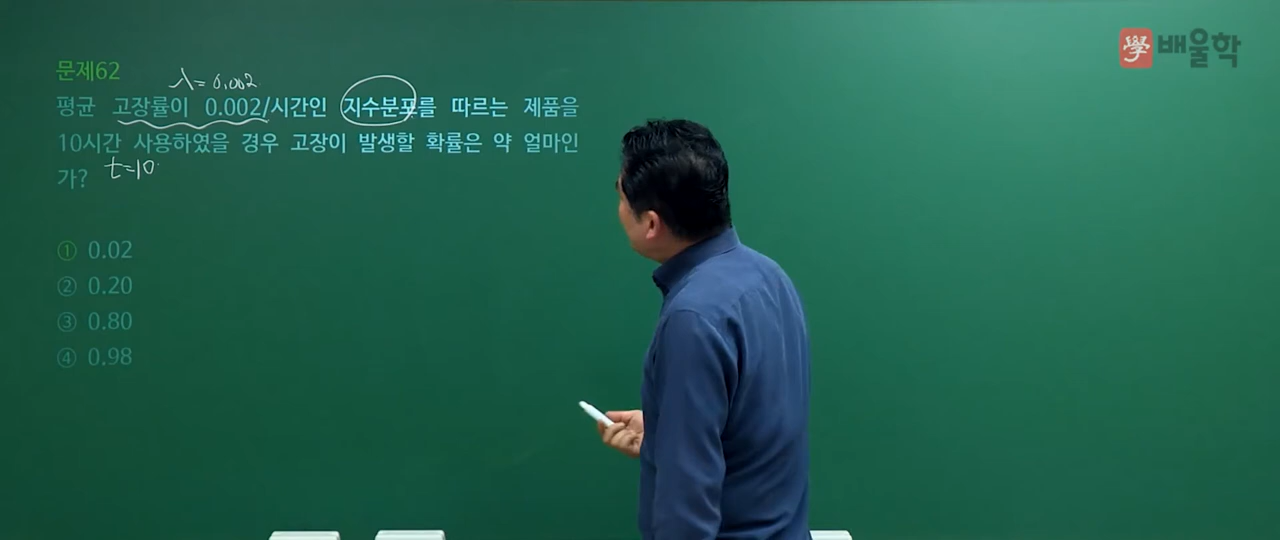 學 배울학
문제62
λ=0.002
평균 고장률이 0.002/시간인 지수분포를 따르는 제품을
10시간 사용하였을 경우 고장이 발생할 확률은 약 얼마인
가? t=10
① 0.02
② 0.20
③ 0.80
④ 0.98